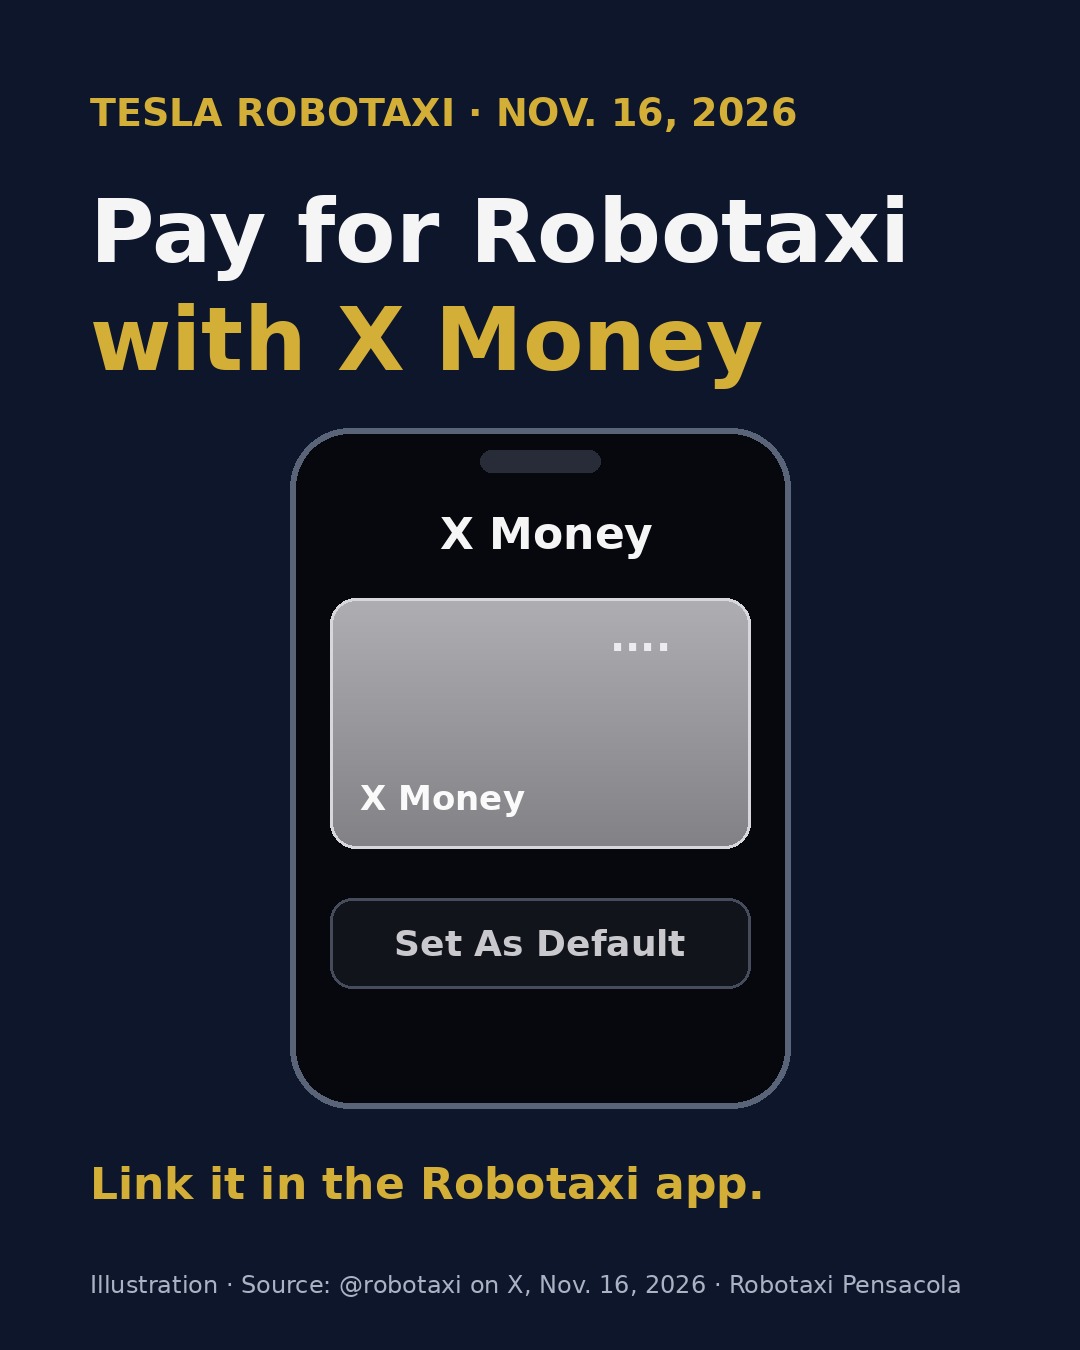 TESLA ROBOTAXI · NOV. 16, 2026
Pay for Robotaxi
with X Money
X Money
....
X Money
Set As Default
Link it in the Robotaxi app.
Illustration · Source: @robotaxi on X, Nov. 16, 2026 · Robotaxi Pensacola